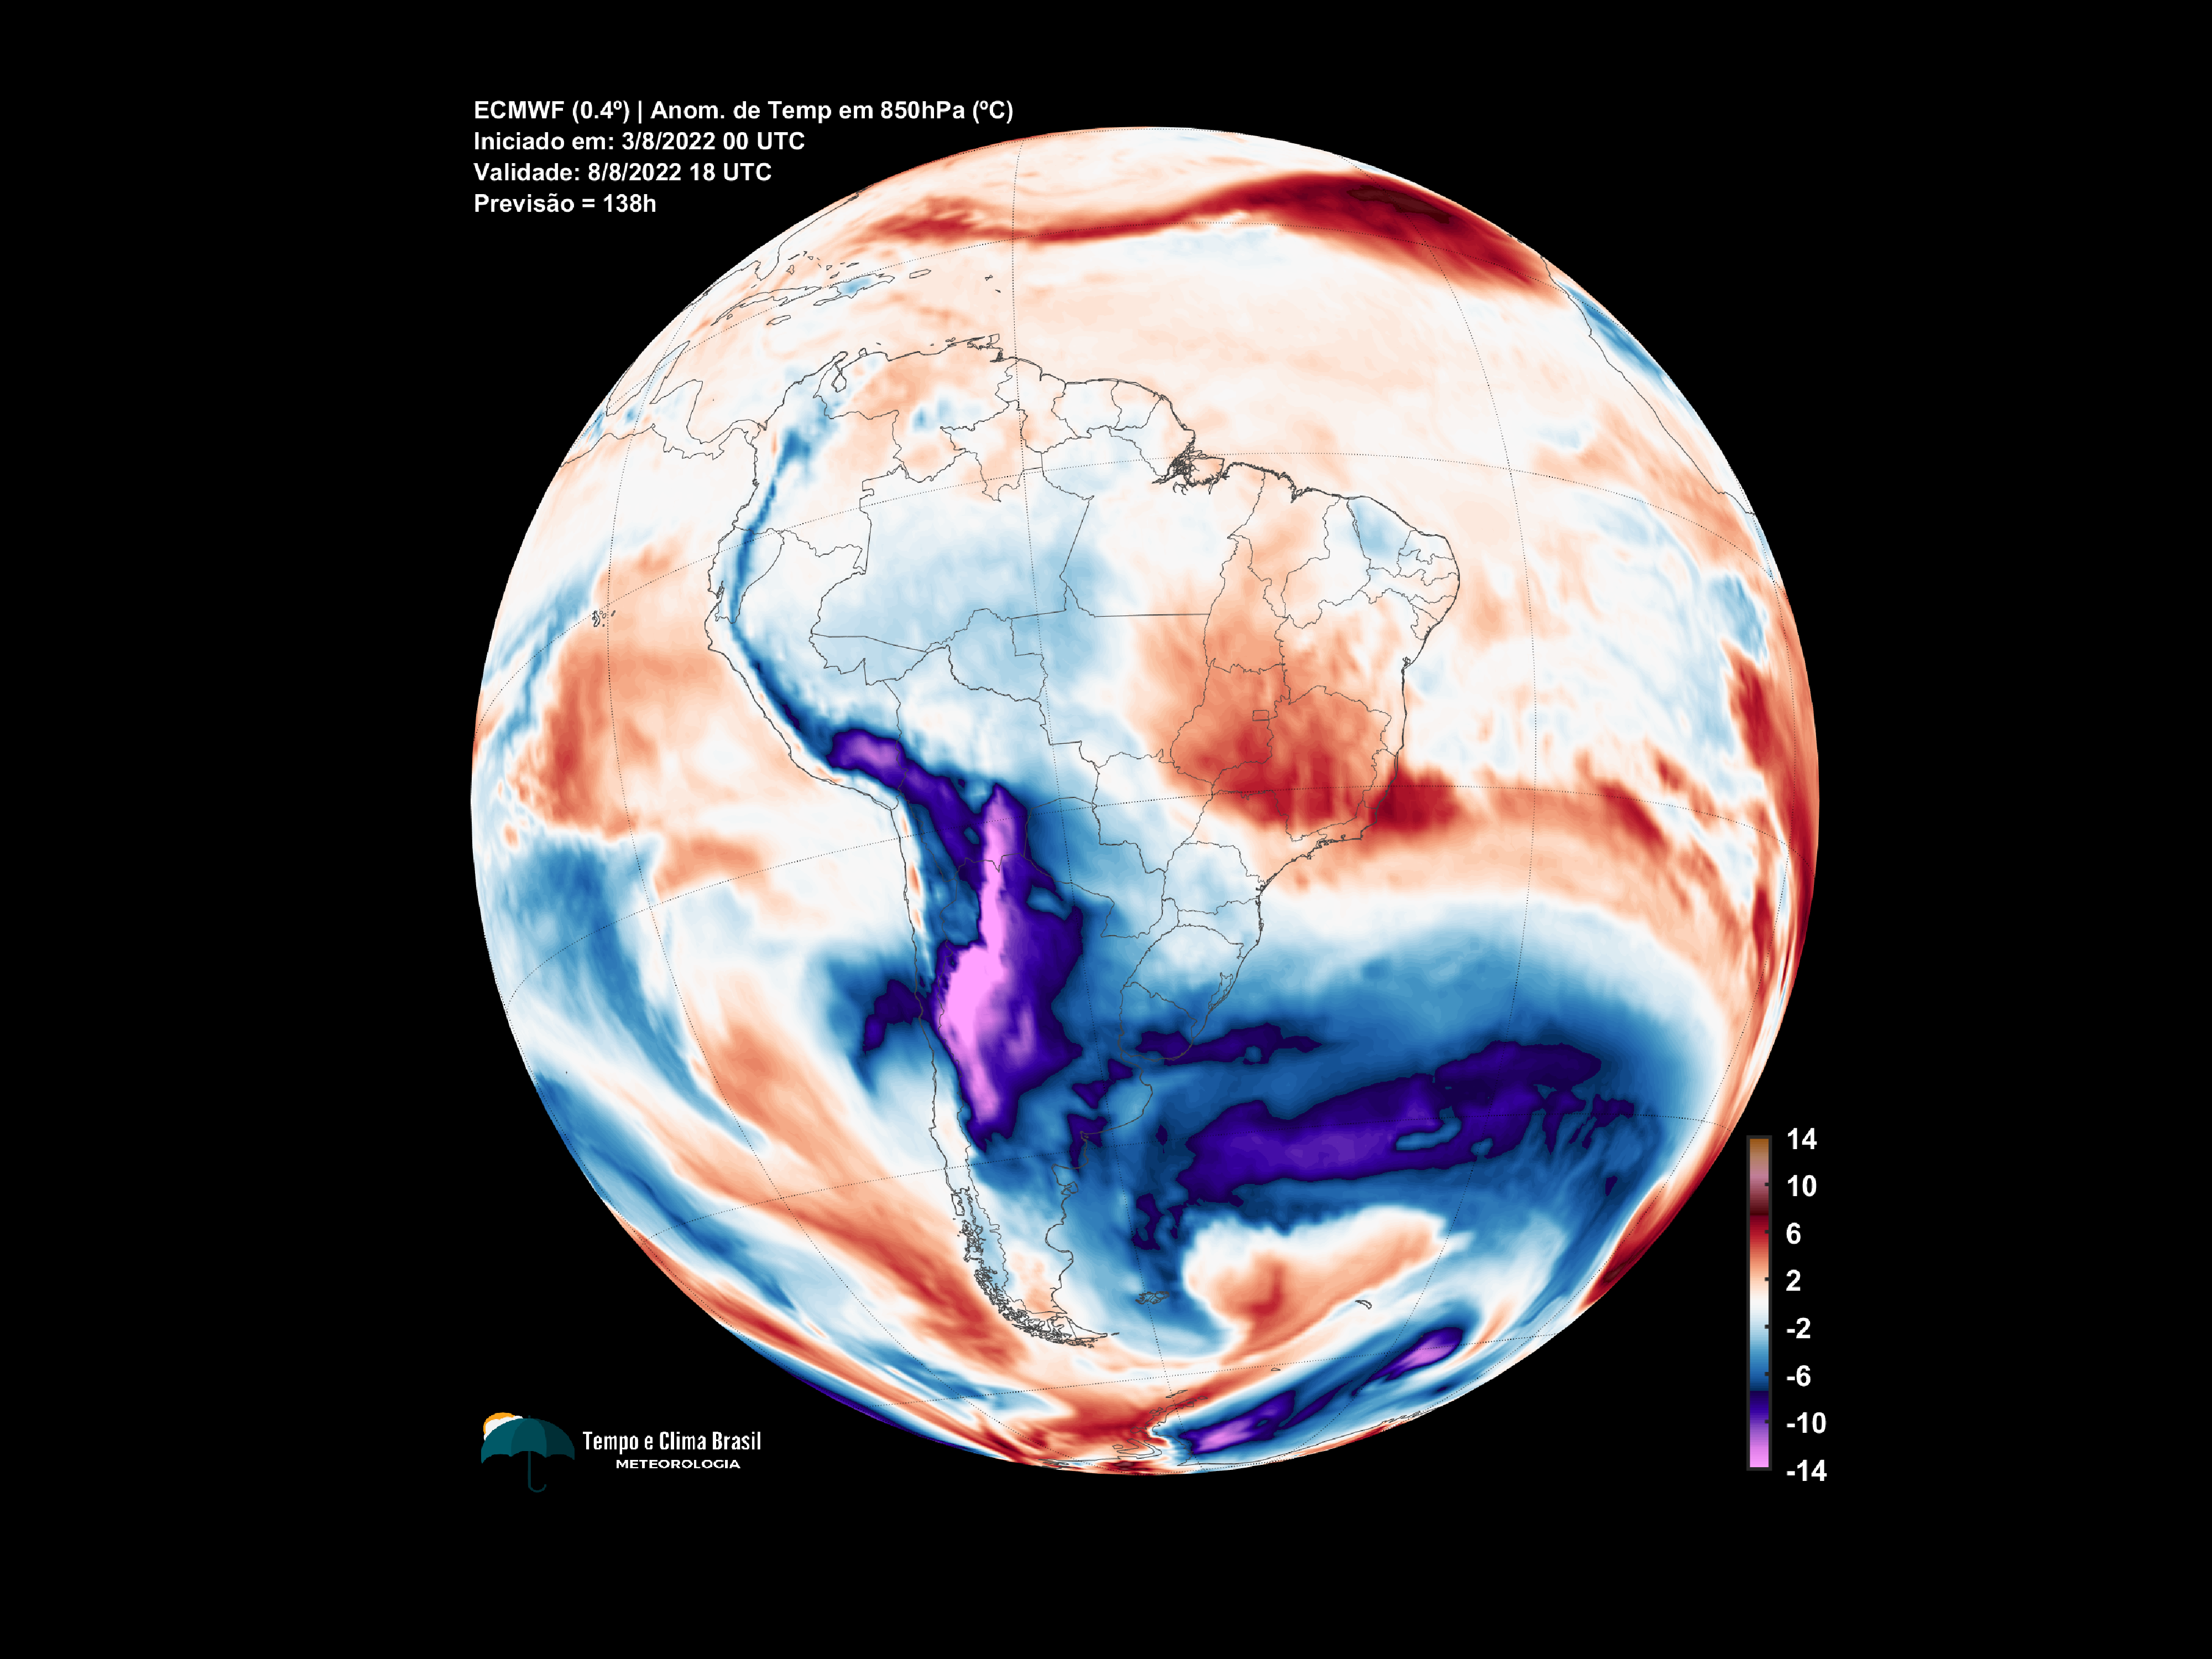 ECMWF (0.4º) | Anom. de Temp em 850hPa (ºC)
Iniciado em: 3/8/2022 00 UTC
Validade: 8/8/2022 18 UTC
Previsão = 138h
14
10
6
2
-2
-6
-10
-14
Tempo e Clima Brasil
METEOROLOGIA